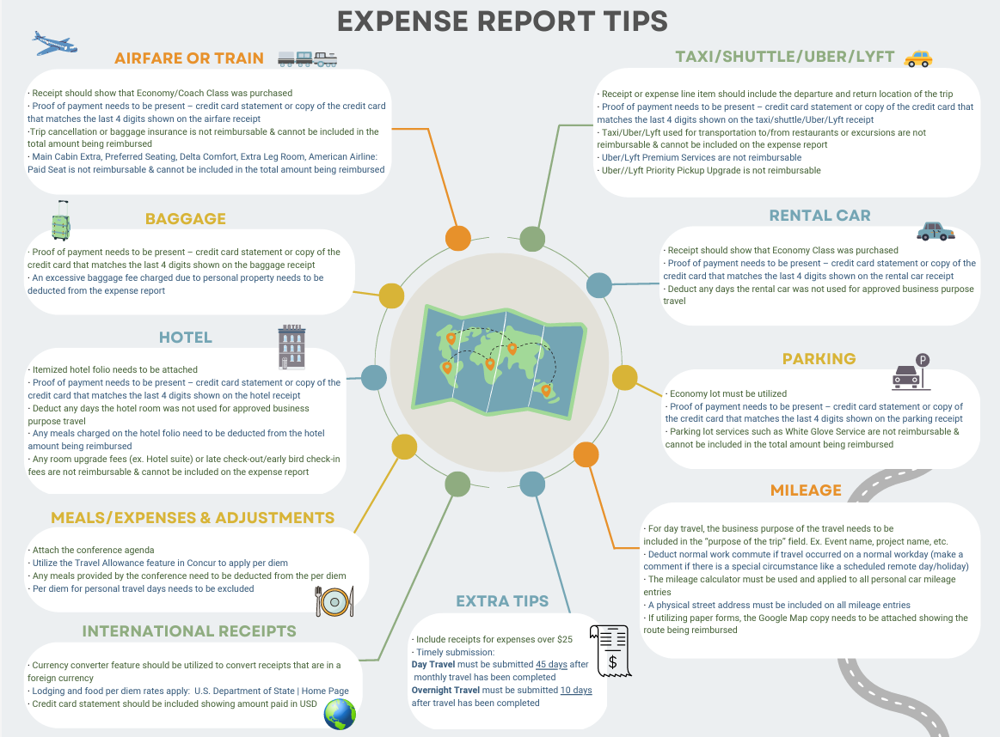 EXPENSE REPORT TIPS
AIRFARE OR TRAIN
· Receipt should show that Economy/Coach Class was purchased
· Proof of payment needs to be present – credit card statement or copy of the credit card
that matches the last 4 digits shown on the airfare receipt
·Trip cancellation or baggage insurance is not reimbursable & cannot be included in the
total amount being reimbursed
· Main Cabin Extra, Preferred Seating, Delta Comfort, Extra Leg Room, American Airline:
Paid Seat is not reimbursable & cannot be included in the total amount being reimbursed
BAGGAGE
· Proof of payment needs to be present – credit card statement or copy of the
credit card that matches the last 4 digits shown on the baggage receipt
· An excessive baggage fee charged due to personal property needs to be
deducted from the expense report
HOTEL
HOTEL
· Itemized hotel folio needs to be attached
· Proof of payment needs to be present – credit card statement or copy of the
credit card that matches the last 4 digits shown on the hotel receipt
· Deduct any days the hotel room was not used for approved business
purpose travel
· Any meals charged on the hotel folio need to be deducted from the hotel
amount being reimbursed
· Any room upgrade fees (ex. Hotel suite) or late check-out/early bird check-in
fees are not reimbursable & cannot be included on the expense report
MEALS/EXPENSES & ADJUSTMENTS
· Attach the conference agenda
· Utilize the Travel Allowance feature in Concur to apply per diem
· Any meals provided by the conference need to be deducted from the per diem
· Per diem for personal travel days needs to be excluded
INTERNATIONAL RECEIPTS
· Currency converter feature should be utilized to convert receipts that are in a
foreign currency
· Lodging and food per diem rates apply: U.S. Department of State | Home Page
· Credit card statement should be included showing amount paid in USD
TAXI/SHUTTLE/UBER/LYFT
· Receipt or expense line item should include the departure and return location of the trip
· Proof of payment needs to be present – credit card statement or copy of the credit card that
matches the last 4 digits shown on the taxi/shuttle/Uber/Lyft receipt
· Taxi/Uber/Lyft used for transportation to/from restaurants or excursions are not
reimbursable & cannot be included on the expense report
· Uber/Lyft Premium Services are not reimbursable
· Uber//Lyft Priority Pickup Upgrade is not reimbursable
RENTAL CAR
· Receipt should show that Economy Class was purchased
· Proof of payment needs to be present – credit card statement or copy of the
credit card that matches the last 4 digits shown on the rental car receipt
· Deduct any days the rental car was not used for approved business purpose
travel
PARKING
P
· Economy lot must be utilized
· Proof of payment needs to be present – credit card statement or copy of
the credit card that matches the last 4 digits shown on the parking receipt
· Parking lot services such as White Glove Service are not reimbursable &
cannot be included in the total amount being reimbursed
MILEAGE
· For day travel, the business purpose of the travel needs to be
included in the “purpose of the trip” field. Ex. Event name, project name, etc.
· Deduct normal work commute if travel occurred on a normal workday (make a
comment if there is a special circumstance like a scheduled remote day/holiday)
· The mileage calculator must be used and applied to all personal car mileage
entries
· A physical street address must be included on all mileage entries
· If utilizing paper forms, the Google Map copy needs to be attached showing the
route being reimbursed
EXTRA TIPS
· Include receipts for expenses over $25
· Timely submission:
Day Travel must be submitted 45 days after
monthly travel has been completed
Overnight Travel must be submitted 10 days
after travel has been completed
$